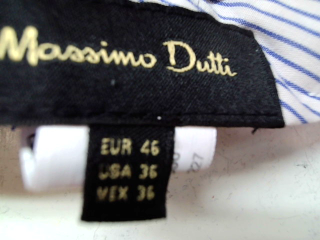 Massimo Dutti
EUR 46
USA 36
MEX 36